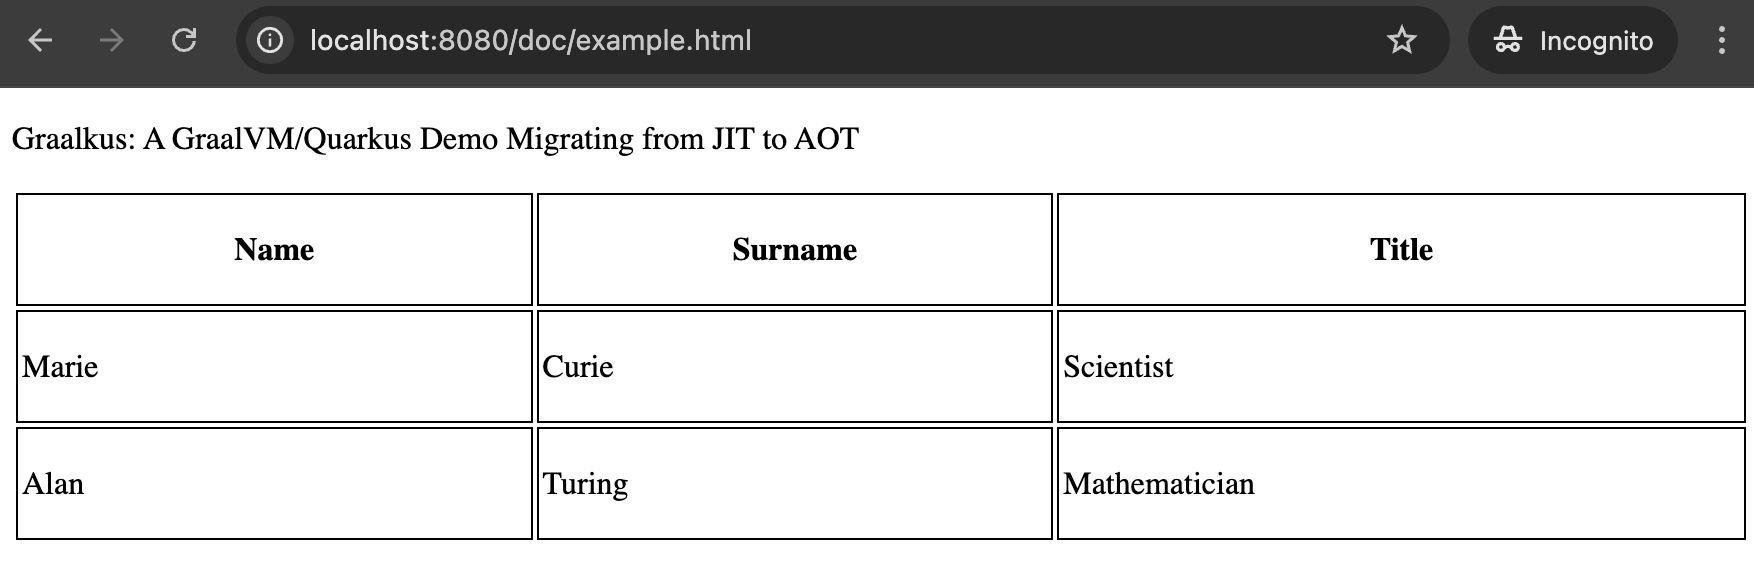 localhost:8080/doc/example.html
Incognito
Graalkus: A GraalVM/Quarkus Demo Migrating from JIT to AOT
Name Surname Title
Marie Curie Scientist
Alan Turing Mathematician